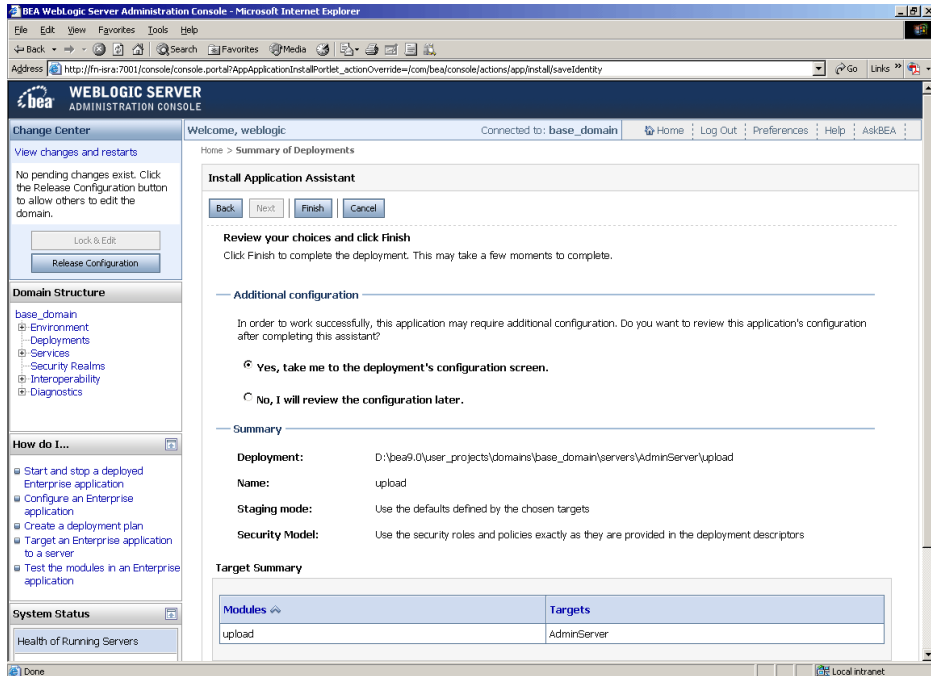 BEA WebLogic Server Administration Console - Microsoft Internet Explorer
File Edit View Favorites Tools Help
Back Search Favorites Media
Address http://fn-isra:7001/console/console.portal?AppApplicationInstallPortlet_actionOverride=/com/bea/console/actions/app/install/saveIdentity Go Links »
bea WEBLOGIC SERVER
ADMINISTRATION CONSOLE
Change Center
View changes and restarts
No pending changes exist. Click
the Release Configuration button
to allow others to edit the
domain.
Lock & Edit
Release Configuration
Domain Structure
base_domain
Environment
Deployments
Services
Security Realms
Interoperability
Diagnostics
How do I...
Start and stop a deployed
Enterprise application
Configure an Enterprise
application
Create a deployment plan
Target an Enterprise application
to a server
Test the modules in an Enterprise
application
System Status
Health of Running Servers
Welcome, weblogic Connected to: base_domain Home Log Out Preferences Help AskBEA
Home > Summary of Deployments
Install Application Assistant
Back Next Finish Cancel
Review your choices and click Finish
Click Finish to complete the deployment. This may take a few moments to complete.
Additional configuration
In order to work successfully, this application may require additional configuration. Do you want to review this application's configuration
after completing this assistant?
Yes, take me to the deployment's configuration screen.
No, I will review the configuration later.
Summary
Deployment: D:\bea9.0\user_projects\domains\base_domain\servers\AdminServer\upload
Name: upload
Staging mode: Use the defaults defined by the chosen targets
Security Model: Use the security roles and policies exactly as they are provided in the deployment descriptors
Target Summary
Modules Targets
upload AdminServer
Done Local intranet